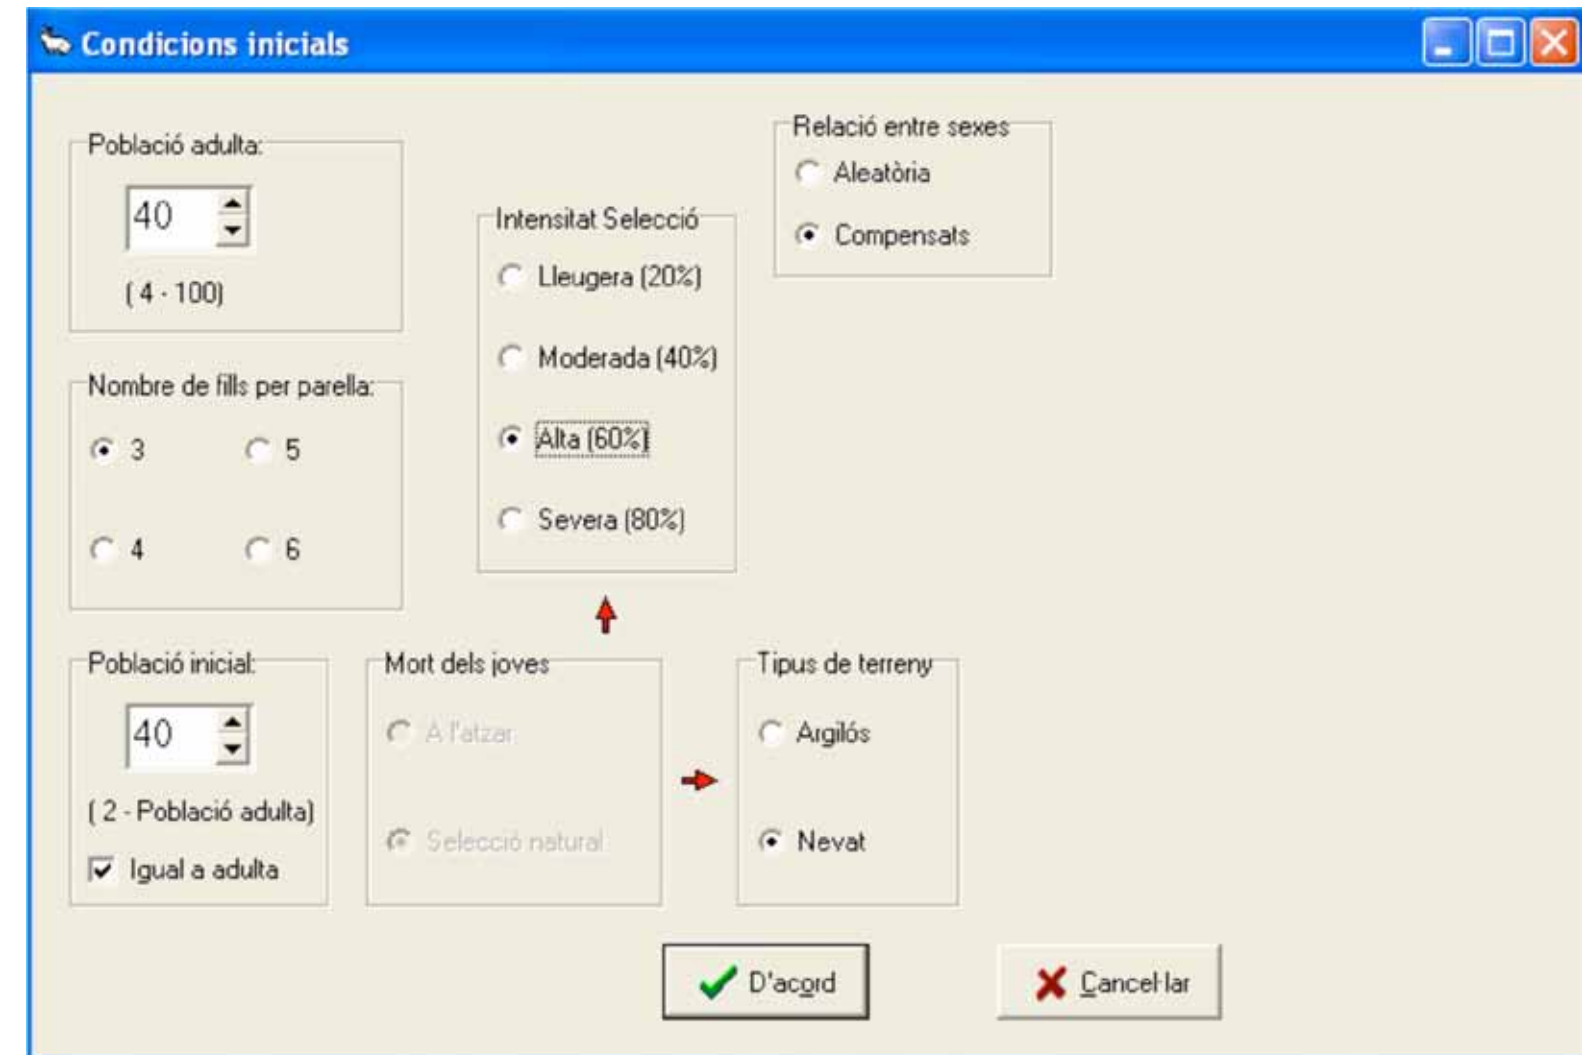 Condicions inicials
Població adulta:
40
( 4 - 100)
Nombre de fills per parella:
3
5
4
6
Població inicial:
40
( 2 - Població adulta)
Igual a adulta
Intensitat Selecció
Lleugera (20%)
Moderada (40%)
Alta (60%)
Severa (80%)
Mort dels joves
A l'atzar
Selecció natural
Relació entre sexes
Aleatòria
Compensats
Tipus de terreny
Argilós
Nevat
D'acord
Cancel·lar